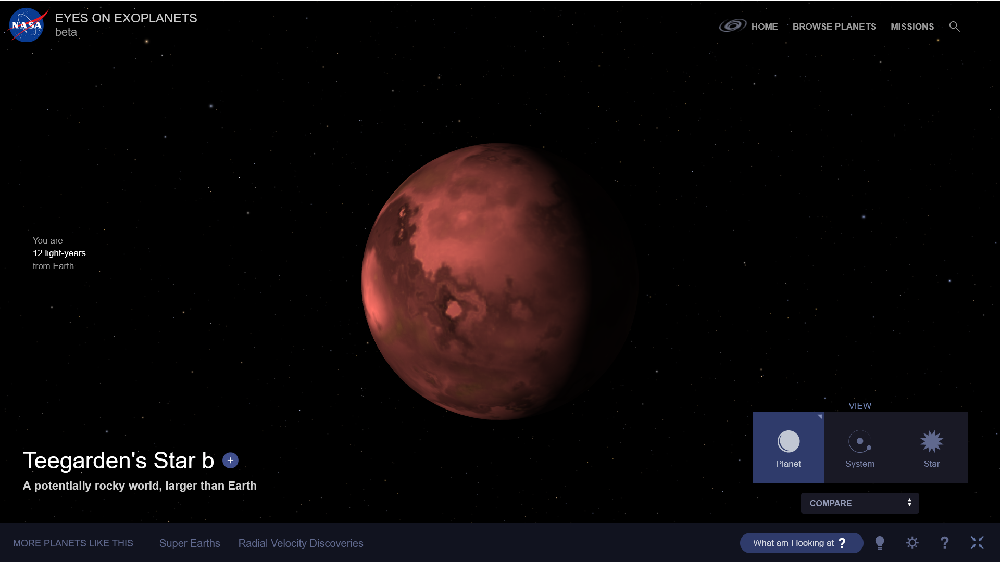 NASA
EYES ON EXOPLANETS
beta
HOME
BROWSE PLANETS
MISSIONS
You are
12 light-years
from Earth
Teegarden's Star b +
A potentially rocky world, larger than Earth
VIEW
Planet
System
Star
COMPARE
MORE PLANETS LIKE THIS
Super Earths
Radial Velocity Discoveries
What am I looking at ?
?